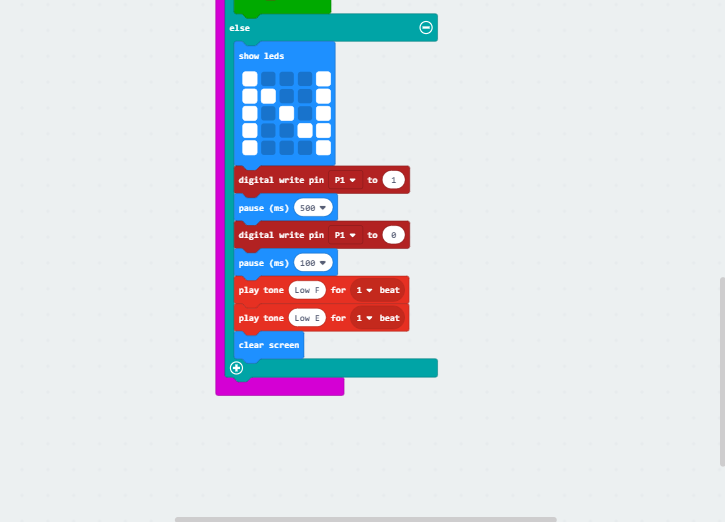 else
show leds
digital write pin P1 to 1
pause (ms) 500
digital write pin P1 to 0
pause (ms) 100
play tone Low F for 1 beat
play tone Low E for 1 beat
clear screen